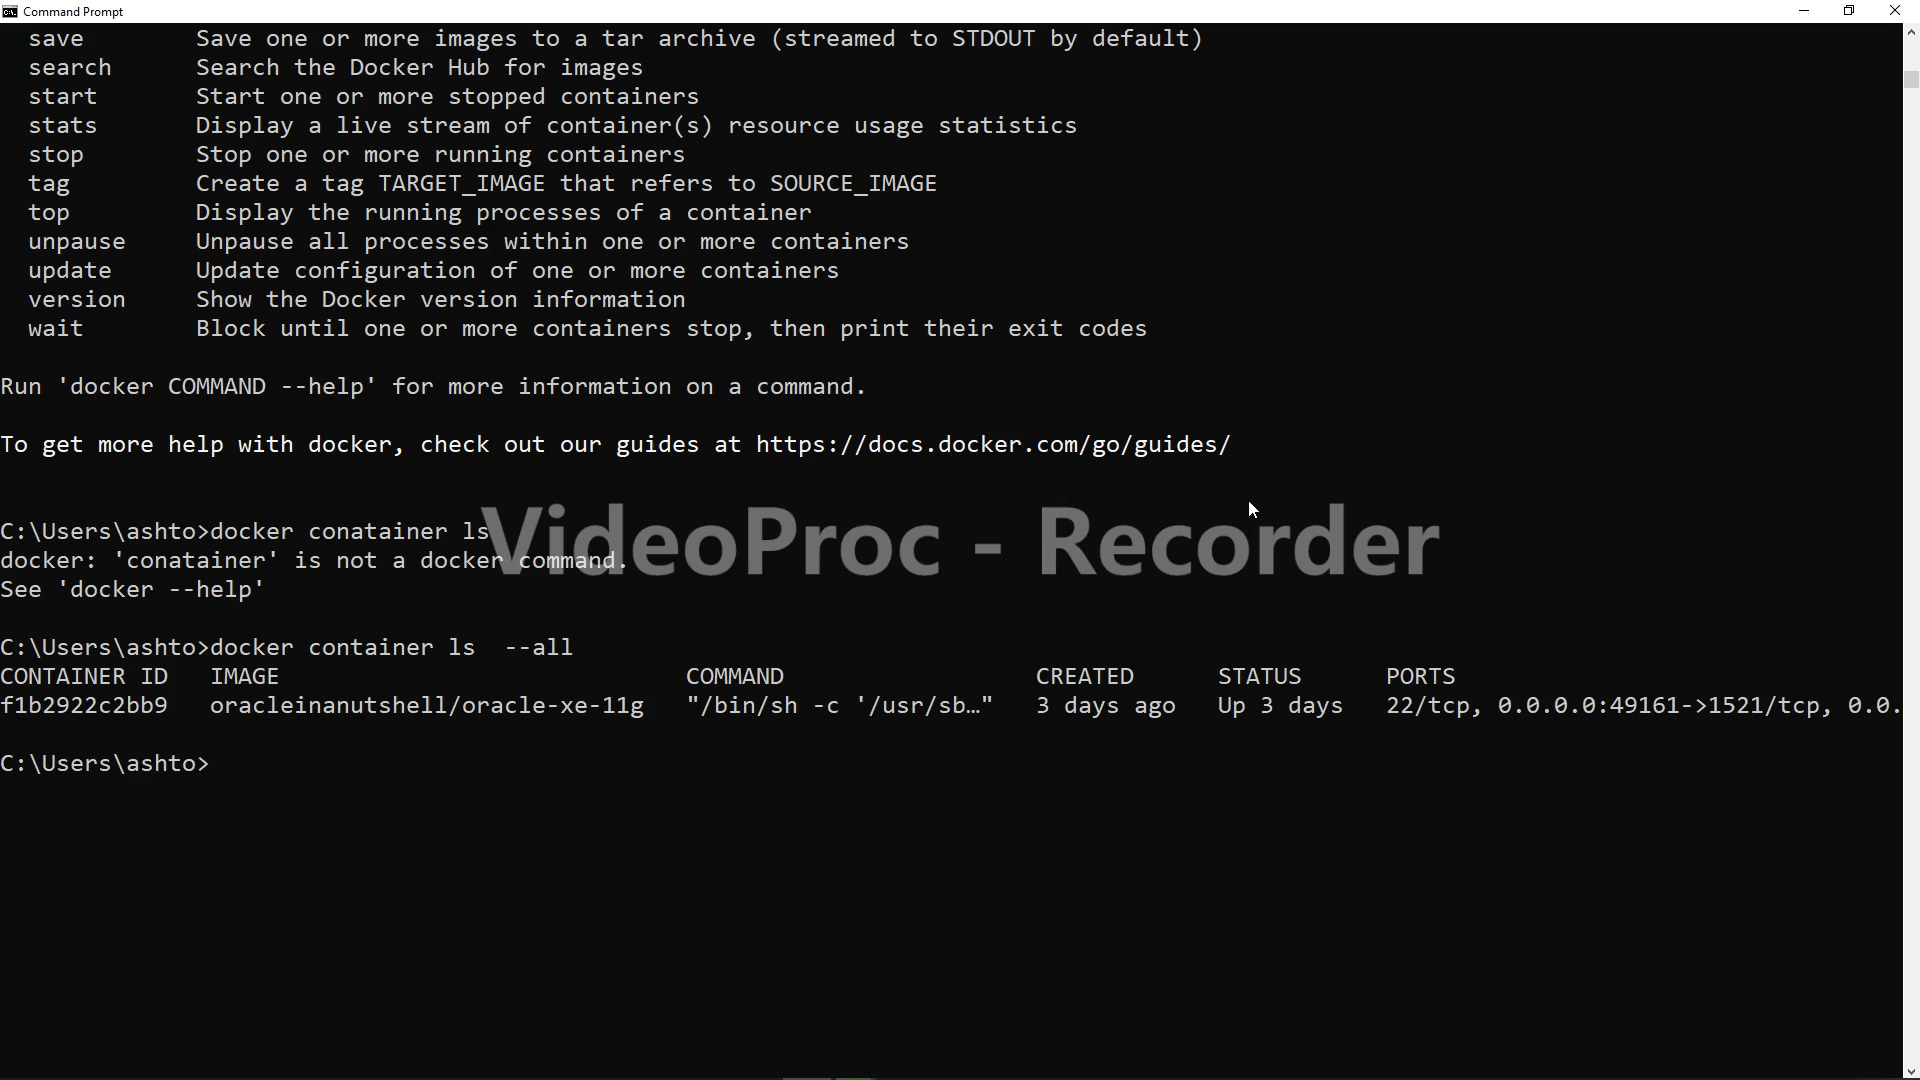 Command Prompt
save Save one or more images to a tar archive (streamed to STDOUT by default)
search Search the Docker Hub for images
start Start one or more stopped containers
stats Display a live stream of container(s) resource usage statistics
stop Stop one or more running containers
tag Create a tag TARGET_IMAGE that refers to SOURCE_IMAGE
top Display the running processes of a container
unpause Unpause all processes within one or more containers
update Update configuration of one or more containers
version Show the Docker version information
wait Block until one or more containers stop, then print their exit codes
Run 'docker COMMAND --help' for more information on a command.
To get more help with docker, check out our guides at https://docs.docker.com/go/guides/
C:\Users\ashto>docker conatainer ls
VideoProc - Recorder
docker: 'conatainer' is not a docker command.
See 'docker --help'
C:\Users\ashto>docker container ls  --all
CONTAINER ID IMAGE COMMAND CREATED STATUS PORTS
f1b2922c2bb9 oracleinanutshell/oracle-xe-11g "/bin/sh -c '/usr/sb…" 3 days ago Up 3 days 22/tcp, 0.0.0.0:49161->1521/tcp, 0.0.
C:\Users\ashto>